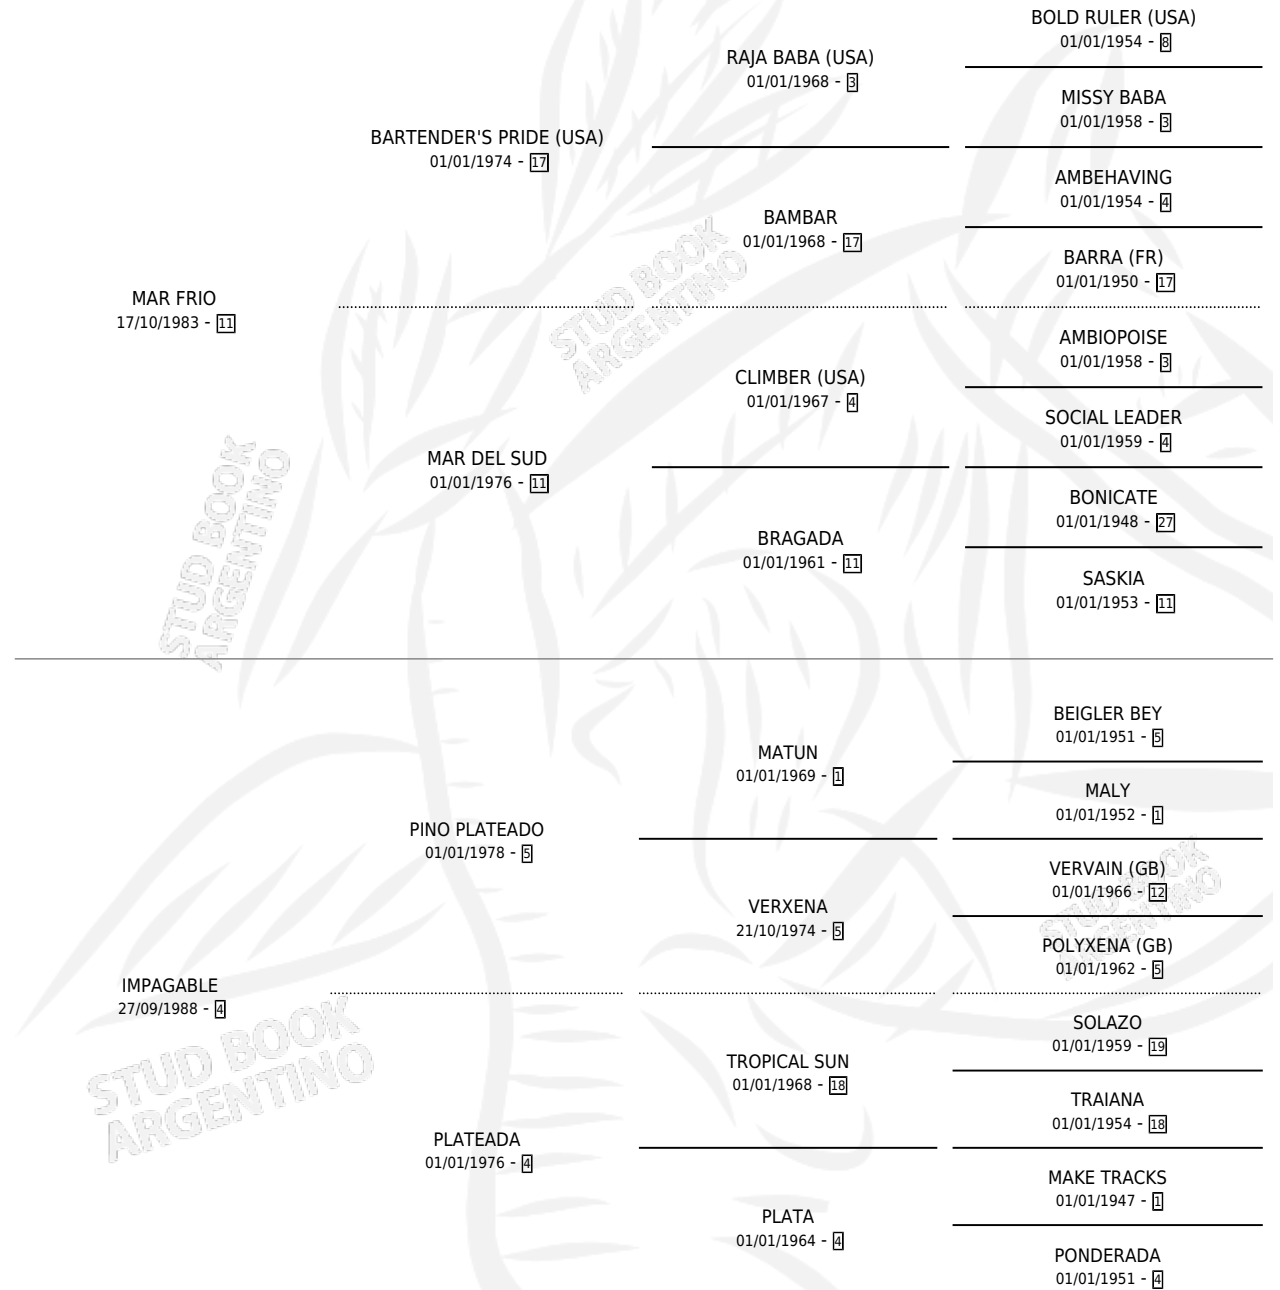 BOLD RULER (USA)
01/01/1954 - 8
RAJA BABA (USA)
01/01/1968 - 3
MISSY BABA
01/01/1958 - 3
BARTENDER'S PRIDE (USA)
01/01/1974 - 17
AMBEHAVING
01/01/1954 - 4
BAMBAR
01/01/1968 - 17
BARRA (FR)
01/01/1950 - 17
MAR FRIO
17/10/1983 - 11
AMBIOPOISE
01/01/1958 - 3
CLIMBER (USA)
01/01/1967 - 4
SOCIAL LEADER
01/01/1959 - 4
MAR DEL SUD
01/01/1976 - 11
BONICATE
01/01/1948 - 27
BRAGADA
01/01/1961 - 11
SASKIA
01/01/1953 - 11
STUD BOOK
ARGENTINO
STUD BOOK
ARGENTINO
BEIGLER BEY
01/01/1951 - 5
MATUN
01/01/1969 - 1
MALY
01/01/1952 - 1
PINO PLATEADO
01/01/1978 - 5
VERVAIN (GB)
01/01/1966 - 12
VERXENA
21/10/1974 - 5
POLYXENA (GB)
01/01/1962 - 5
STUD BOOK
ARGENTINO
IMPAGABLE
27/09/1988 - 4
SOLAZO
01/01/1959 - 19
TROPICAL SUN
01/01/1968 - 18
TRAIANA
01/01/1954 - 18
PLATEADA
01/01/1976 - 4
MAKE TRACKS
01/01/1947 - 1
PLATA
01/01/1964 - 4
PONDERADA
01/01/1951 - 4
STUD BOOK
ARGENTINO